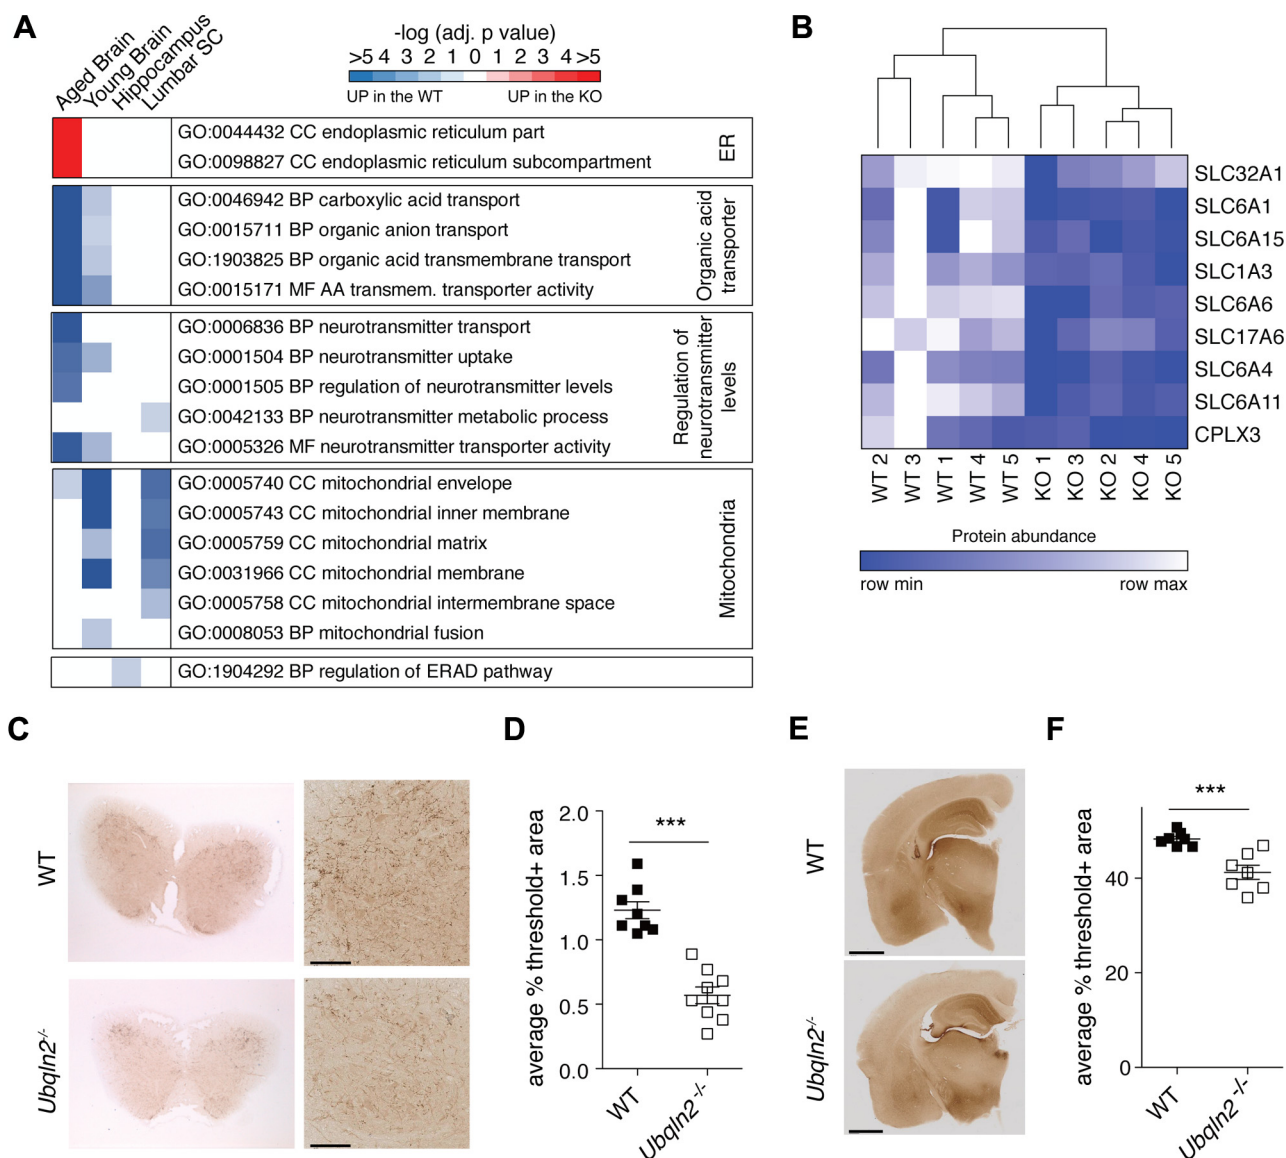 A
Aged Brain
Young Brain
Hippocampus
Lumbar SC
-log (adj. p value)
>5 4 3 2 1 0 1 2 3 4 >5
UP in the WT
UP in the KO
GO:0044432 CC endoplasmic reticulum part
GO:0098827 CC endoplasmic reticulum subcompartment
ER
GO:0046942 BP carboxylic acid transport
GO:0015711 BP organic anion transport
GO:1903825 BP organic acid transmembrane transport
GO:0015171 MF AA transmem. transporter activity
Organic acid
transporter
GO:0006836 BP neurotransmitter transport
GO:0001504 BP neurotransmitter uptake
GO:0001505 BP regulation of neurotransmitter levels
GO:0042133 BP neurotransmitter metabolic process
GO:0005326 MF neurotransmitter transporter activity
Regulation of
neurotransmitter
levels
GO:0005740 CC mitochondrial envelope
GO:0005743 CC mitochondrial inner membrane
GO:0005759 CC mitochondrial matrix
GO:0031966 CC mitochondrial membrane
GO:0005758 CC mitochondrial intermembrane space
GO:0008053 BP mitochondrial fusion
Mitochondria
GO:1904292 BP regulation of ERAD pathway
B
SLC32A1
SLC6A1
SLC6A15
SLC1A3
SLC6A6
SLC17A6
SLC6A4
SLC6A11
CPLX3
WT 2
WT 3
WT 1
WT 4
WT 5
KO 1
KO 3
KO 2
KO 4
KO 5
Protein abundance
row min
row max
C
WT
Ubqln2-/-
D
average % threshold+ area
2.0
1.5
1.0
0.5
0.0
***
WT
Ubqln2-/-
E
WT
Ubqln2-/-
F
average % threshold+ area
40
20
0
***
WT
Ubqln2-/-